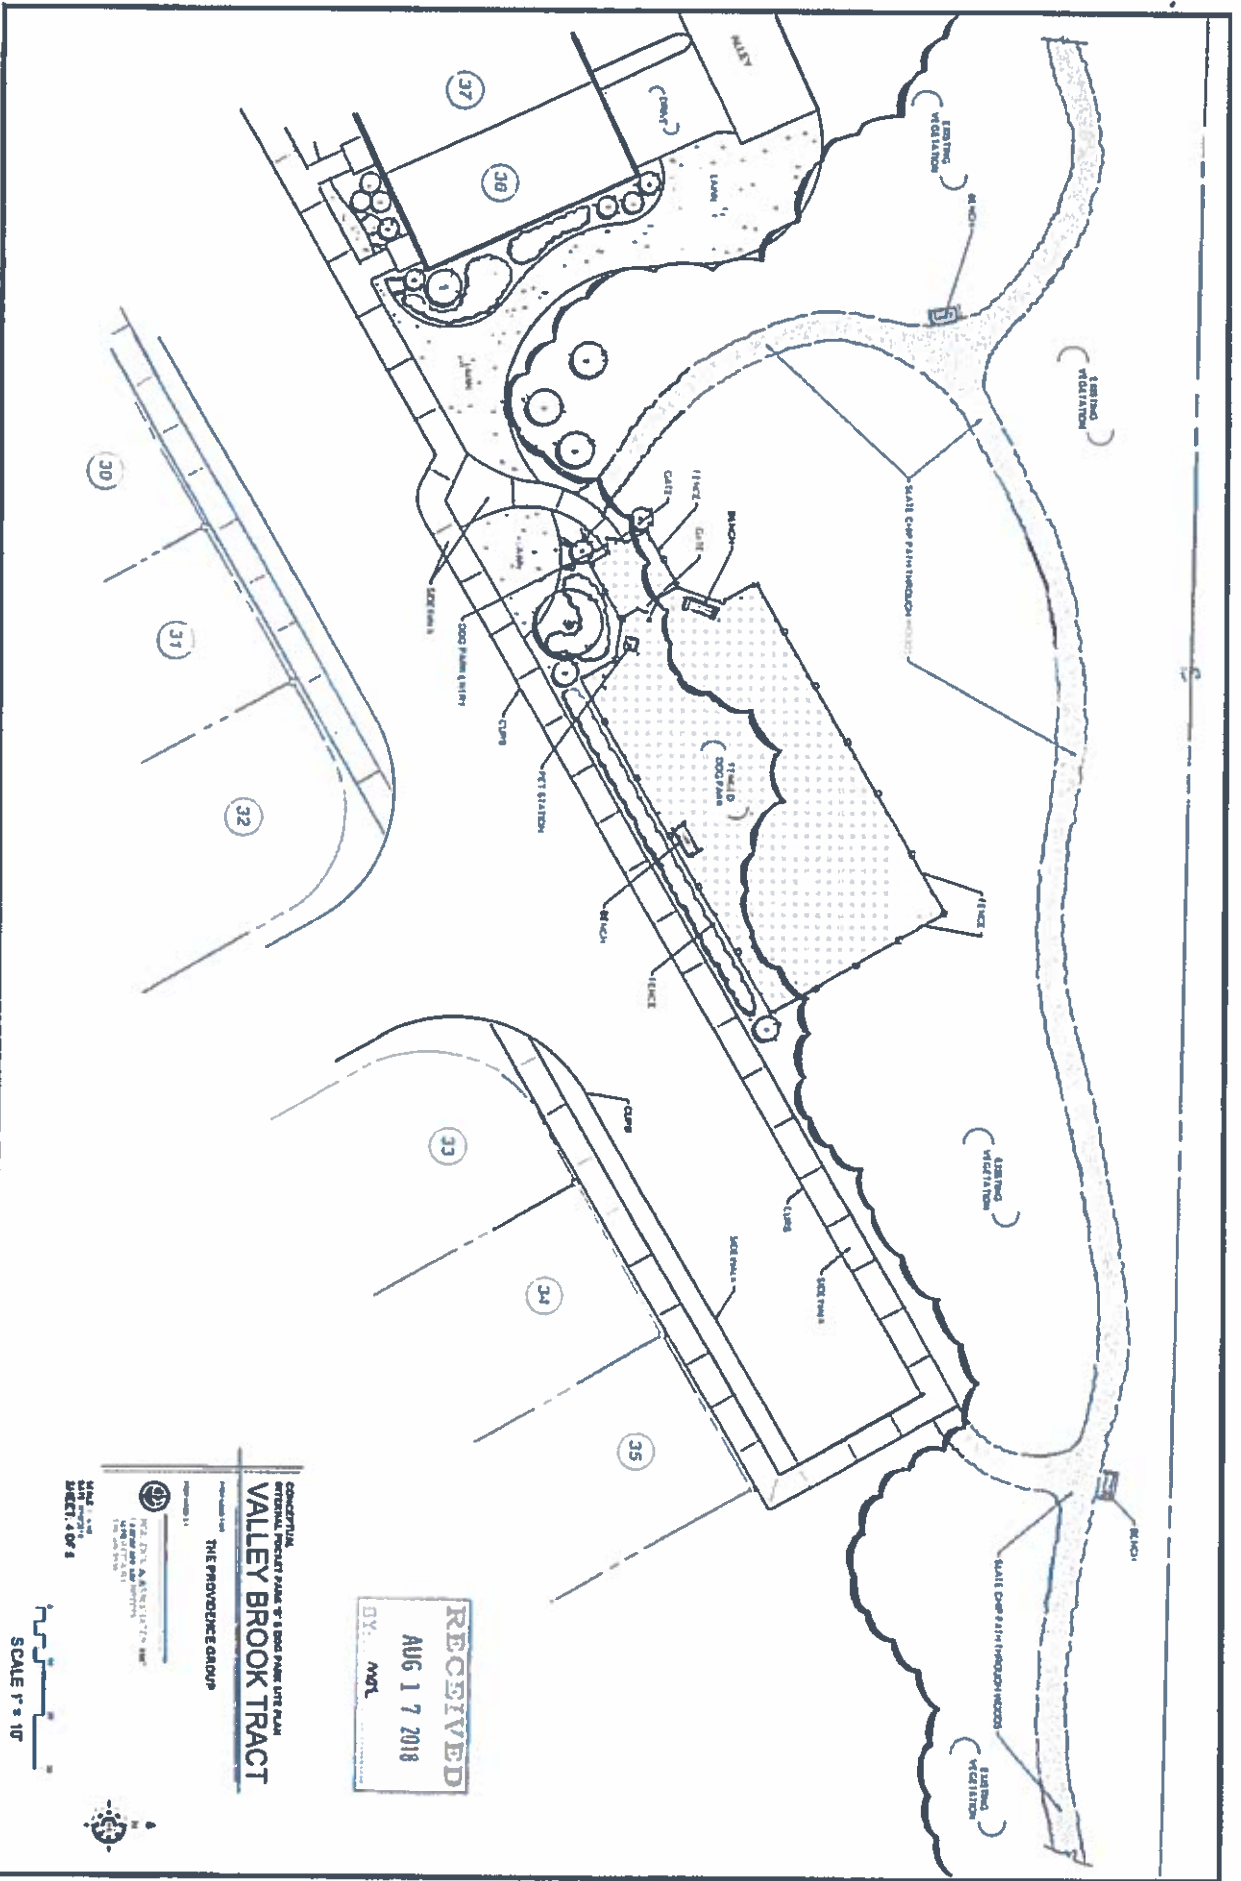 ALLEY
(DRIVE)
37
38
LAWN
EXISTING
VEGETATION
BENCH
EXISTING
VEGETATION
SLATE CHIP PATH THROUGH WOODS
LAWN
FENCE
GATE
GATE
BENCH
LAWN
SIDEWALK
DOG PARK ENTRY
CURB
PET STATION
FENCED
DOG PARK
BENCH
FENCE
FENCE
30
31
32
33
34
35
CURB
SIDEWALK
CURB
SIDEWALK
EXISTING
VEGETATION
BENCH
SLATE CHIP PATH THROUGH WOODS
EXISTING
VEGETATION
RECEIVED
AUG 17 2018
BY:
CONCEPTUAL
VALLEY BROOK TRACT
THE PROVIDENCE GROUP
SHEET: 4 OF 5
SCALE 1" = 10'
N